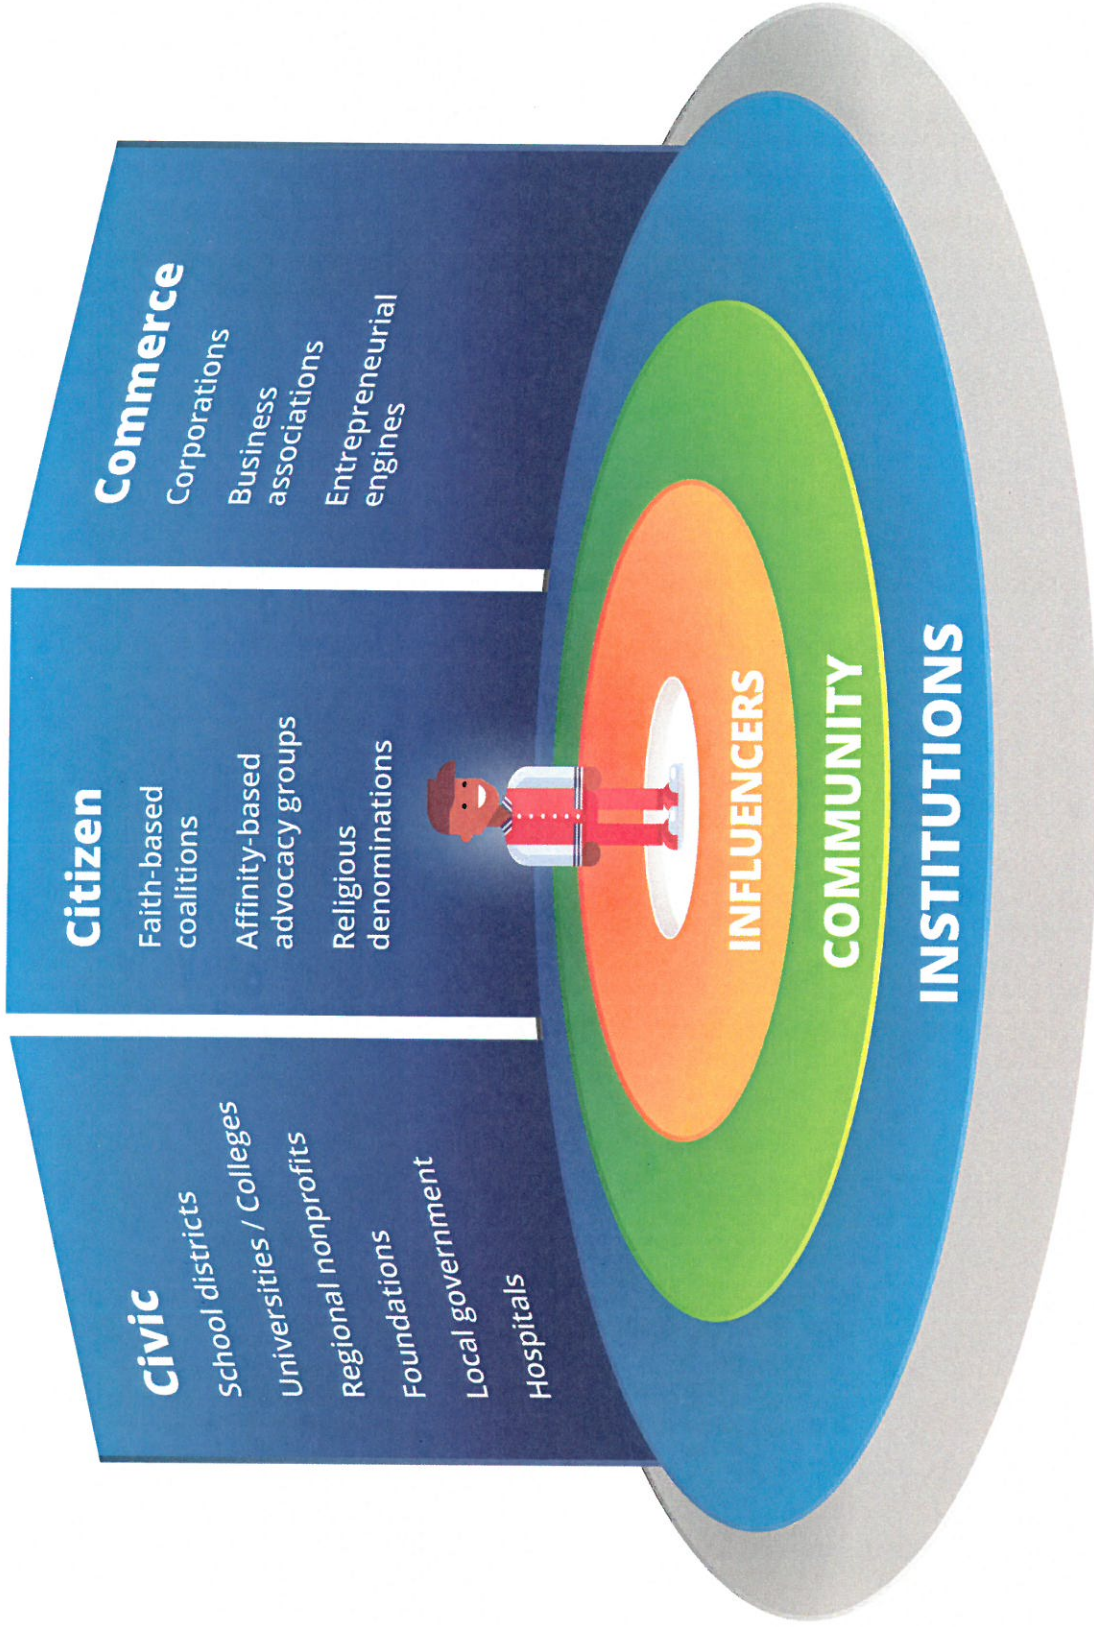 Civic
School districts
Universities / Colleges
Regional nonprofits
Foundations
Local government
Hospitals
Citizen
Faith-based
coalitions
Affinity-based
advocacy groups
Religious
denominations
Commerce
Corporations
Business
associations
Entrepreneurial
engines
INFLUENCERS
COMMUNITY
INSTITUTIONS